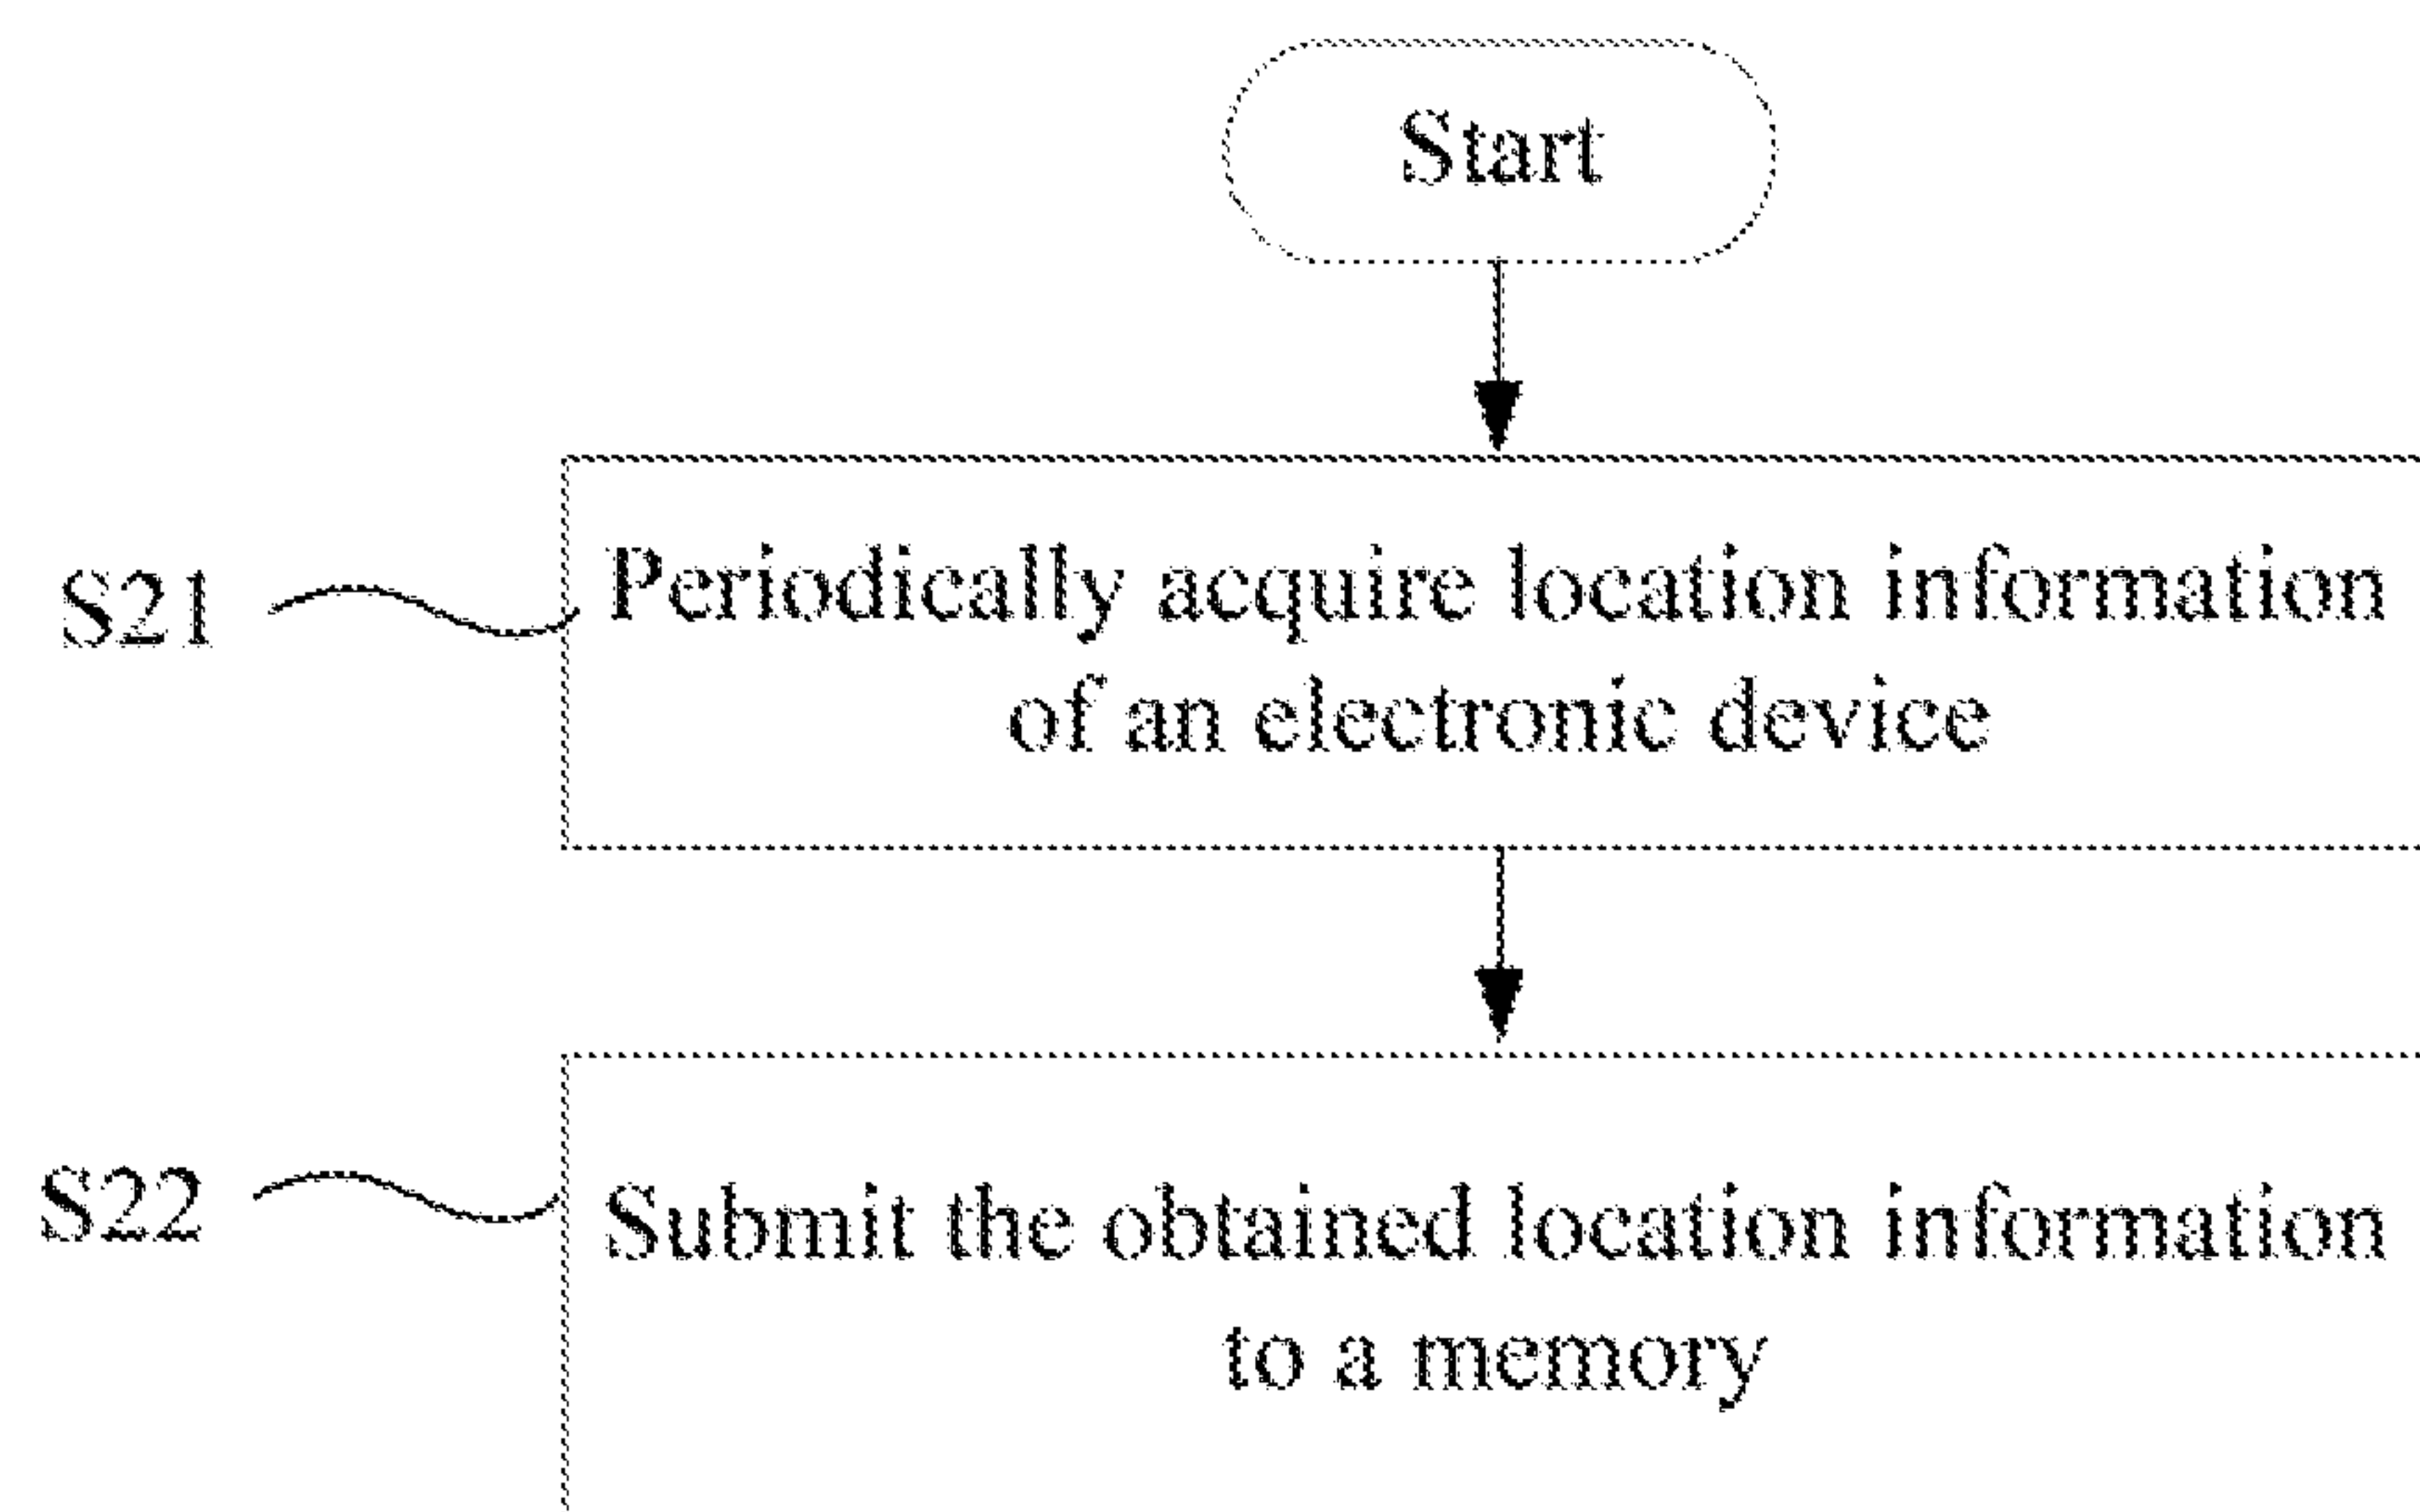 Start
S21
Periodically acquire location information
of an electronic device
S22
Submit the obtained location information
to a memory